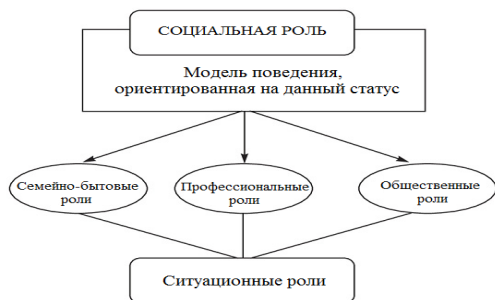 СОЦИАЛЬНАЯ РОЛЬ
Модель поведения,
ориентированная на данный статус
Семейно-бытовые
роли
Профессиональные
роли
Общественные
роли
Ситуационные роли